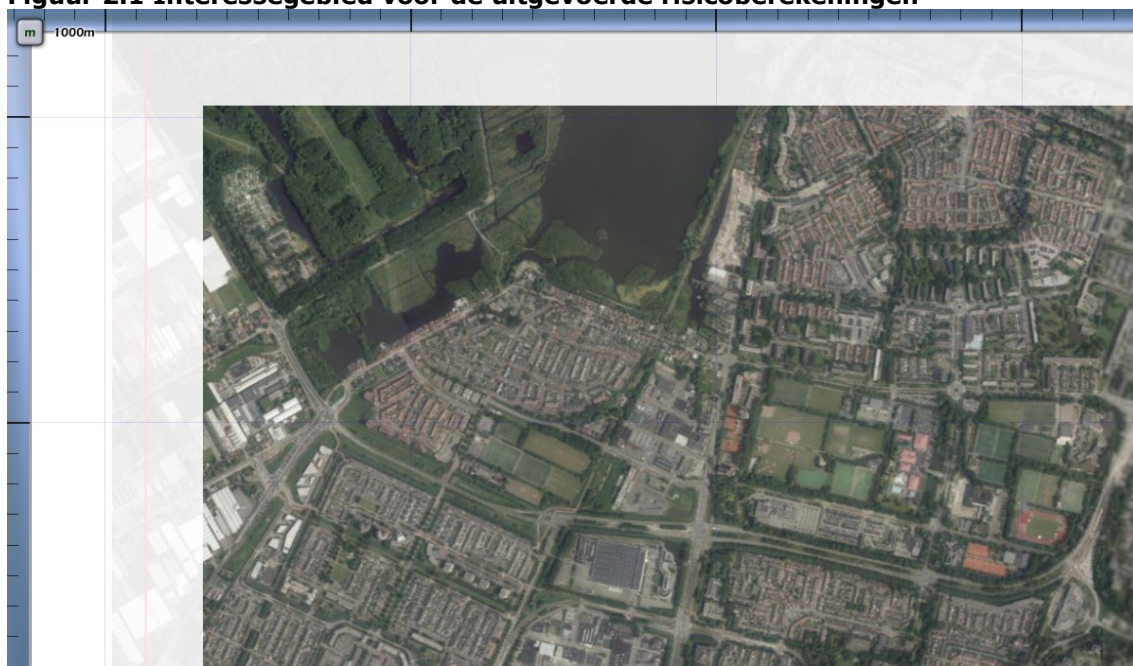 Figuur 2.1 Interessegebied voor de uitgevoerde risicoberekeningen
m
1000m